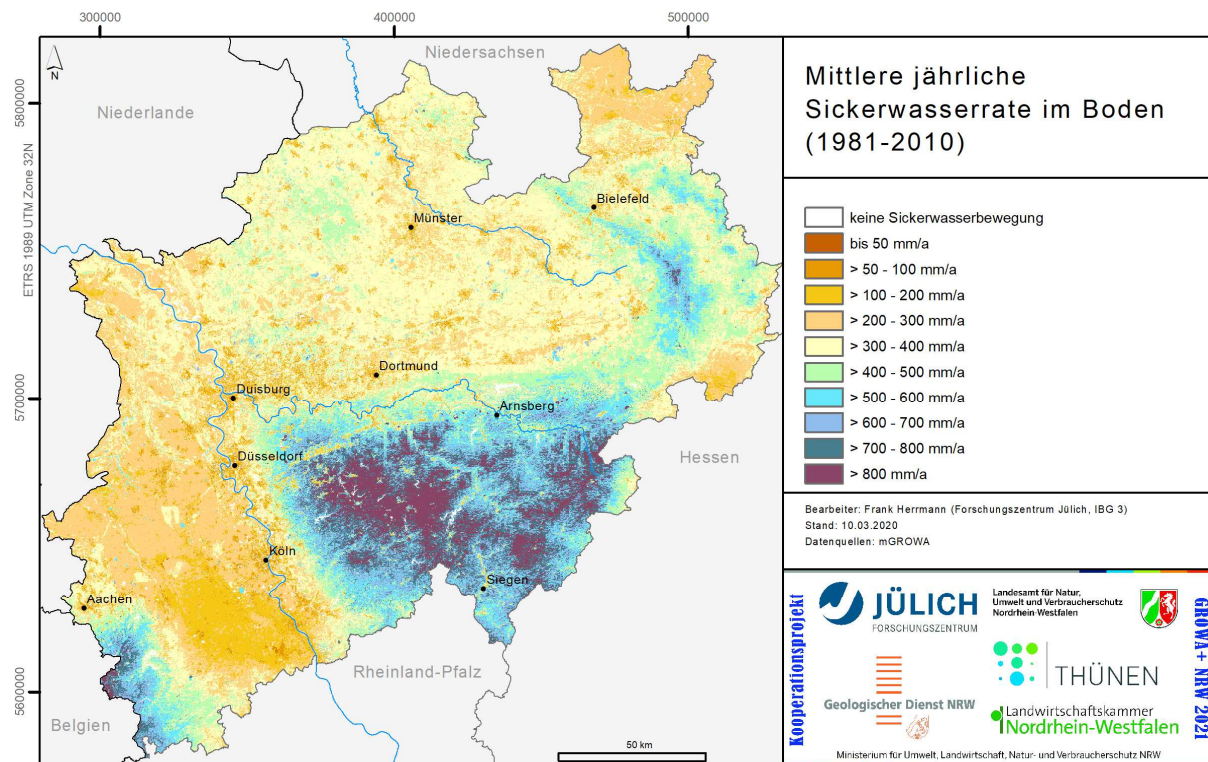 300000
400000
500000
5800000
5700000
5600000
ETRS 1989 UTM Zone 32N
N
Niedersachsen
Niederlande
Bielefeld
Münster
Dortmund
Duisburg
Arnsberg
Düsseldorf
Hessen
Köln
Siegen
Aachen
Rheinland-Pfalz
Belgien
50 km
Mittlere jährliche
Sickerwasserrate im Boden
(1981-2010)
keine Sickerwasserbewegung
bis 50 mm/a
> 50 - 100 mm/a
> 100 - 200 mm/a
> 200 - 300 mm/a
> 300 - 400 mm/a
> 400 - 500 mm/a
> 500 - 600 mm/a
> 600 - 700 mm/a
> 700 - 800 mm/a
> 800 mm/a
Bearbeiter: Frank Herrmann (Forschungszentrum Jülich, IBG 3)
Stand: 10.03.2020
Datenquellen: mGROWA
Kooperationsprojekt
JÜLICH
FORSCHUNGSZENTRUM
Landesamt für Natur,
Umwelt und Verbraucherschutz
Nordrhein-Westfalen
THÜNEN
Geologischer Dienst NRW
Landwirtschaftskammer
Nordrhein-Westfalen
GROWA+ NRW 2021
Ministerium für Umwelt, Landwirtschaft, Natur- und Verbraucherschutz NRW